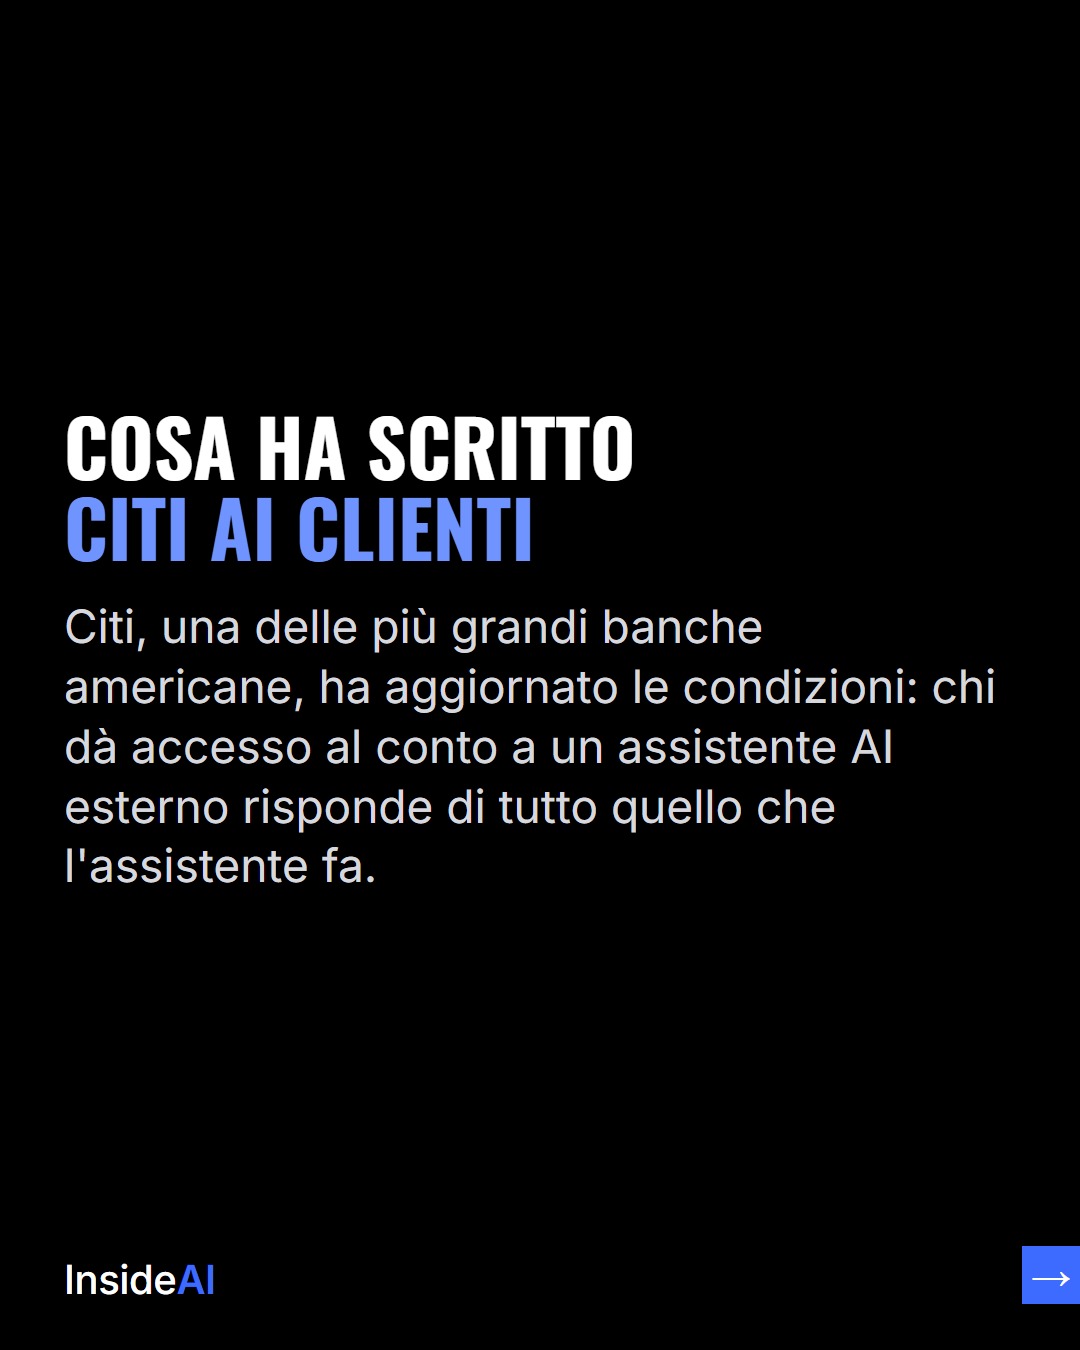 COSA HA SCRITTO
CITI AI CLIENTI
Citi, una delle più grandi banche
americane, ha aggiornato le condizioni: chi
dà accesso al conto a un assistente AI
esterno risponde di tutto quello che
l'assistente fa.
InsideAI
→